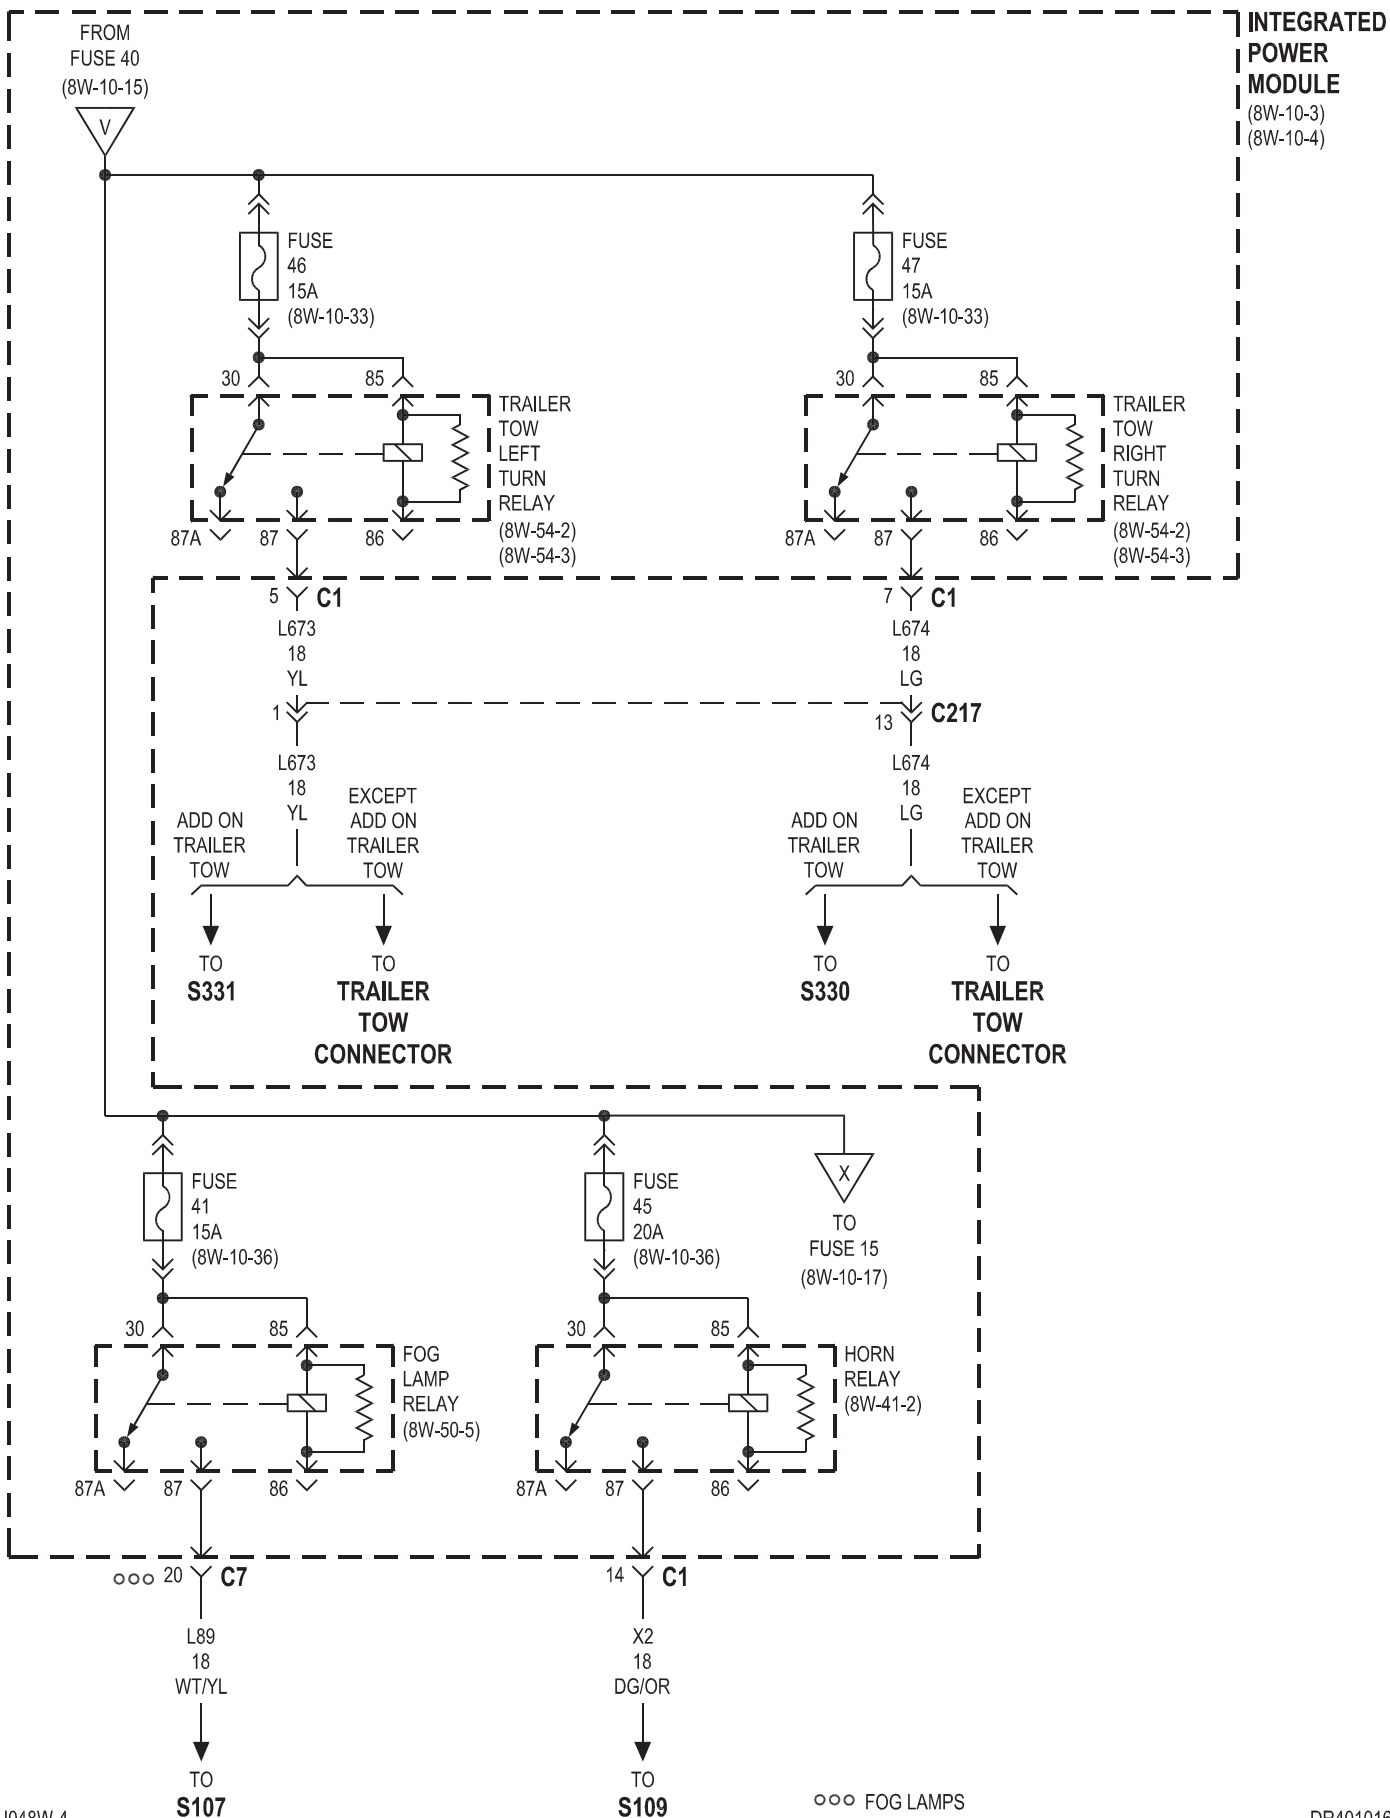 FROM
FUSE 40
(8W-10-15)
V
INTEGRATED
POWER
MODULE
(8W-10-3)
(8W-10-4)
FUSE
46
15A
(8W-10-33)
FUSE
47
15A
(8W-10-33)
30
85
TRAILER
TOW
LEFT
TURN
RELAY
(8W-54-2)
(8W-54-3)
87A
87
86
30
85
TRAILER
TOW
RIGHT
TURN
RELAY
(8W-54-2)
(8W-54-3)
87A
87
86
5 C1
L673
18
YL
7 C1
L674
18
LG
1
13 C217
L673
18
YL
L674
18
LG
ADD ON
TRAILER
TOW
EXCEPT
ADD ON
TRAILER
TOW
ADD ON
TRAILER
TOW
EXCEPT
ADD ON
TRAILER
TOW
TO
S331
TO
TRAILER
TOW
CONNECTOR
TO
S330
TO
TRAILER
TOW
CONNECTOR
FUSE
41
15A
(8W-10-36)
FUSE
45
20A
(8W-10-36)
X
TO
FUSE 15
(8W-10-17)
30
85
FOG
LAMP
RELAY
(8W-50-5)
87A
87
86
30
85
HORN
RELAY
(8W-41-2)
87A
87
86
20 C7
L89
18
WT/YL
TO
S107
14 C1
X2
18
DG/OR
TO
S109
FOG LAMPS